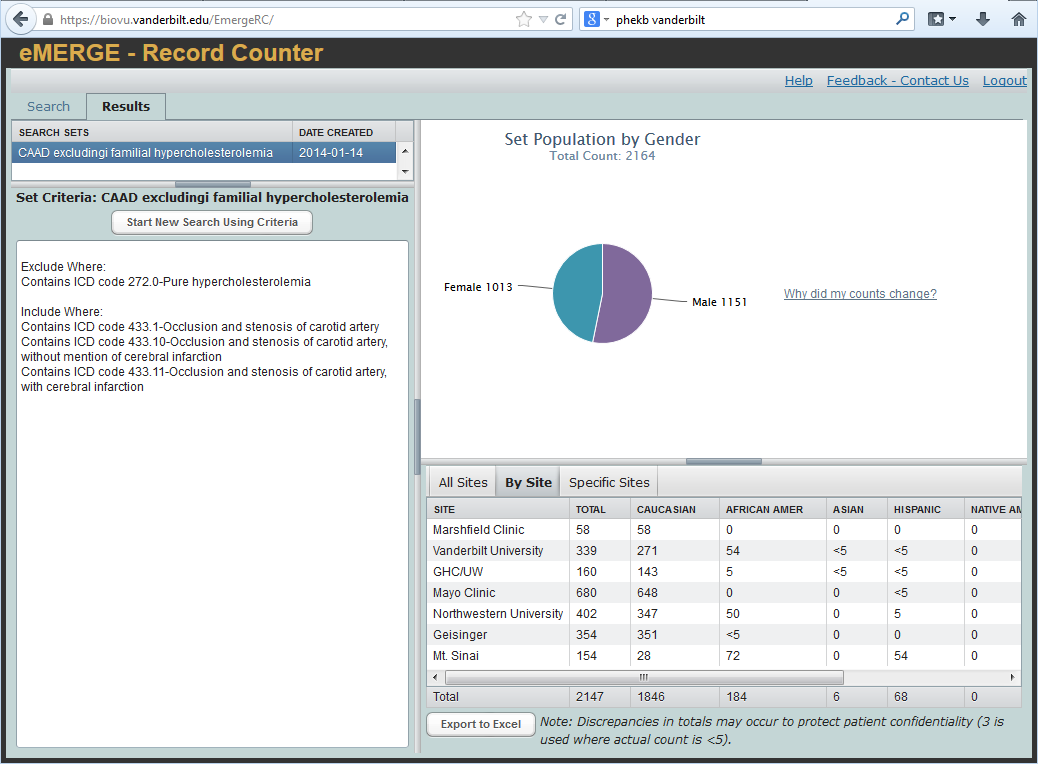 https://biovu.vanderbilt.edu/EmergeRC/
8 phekb vanderbilt
eMERGE - Record Counter
Help Feedback - Contact Us Logout
Search Results
SEARCH SETS DATE CREATED
CAAD excludingi familial hypercholesterolemia 2014-01-14
Set Criteria: CAAD excludingi familial hypercholesterolemia
Start New Search Using Criteria
Exclude Where:
Contains ICD code 272.0-Pure hypercholesterolemia
Include Where:
Contains ICD code 433.1-Occlusion and stenosis of carotid artery
Contains ICD code 433.10-Occlusion and stenosis of carotid artery,
without mention of cerebral infarction
Contains ICD code 433.11-Occlusion and stenosis of carotid artery,
with cerebral infarction
Set Population by Gender
Total Count: 2164
Female 1013
Male 1151
Why did my counts change?
All Sites By Site Specific Sites
SITE TOTAL CAUCASIAN AFRICAN AMER ASIAN HISPANIC NATIVE AM
Marshfield Clinic 58 58 0 0 0 0
Vanderbilt University 339 271 54 <5 <5 0
GHC/UW 160 143 5 <5 <5 0
Mayo Clinic 680 648 0 0 <5 0
Northwestern University 402 347 50 0 5 0
Geisinger 354 351 <5 0 0 0
Mt. Sinai 154 28 72 0 54 0
Total 2147 1846 184 6 68 0
Export to Excel
Note: Discrepancies in totals may occur to protect patient confidentiality (3 is
used where actual count is <5).